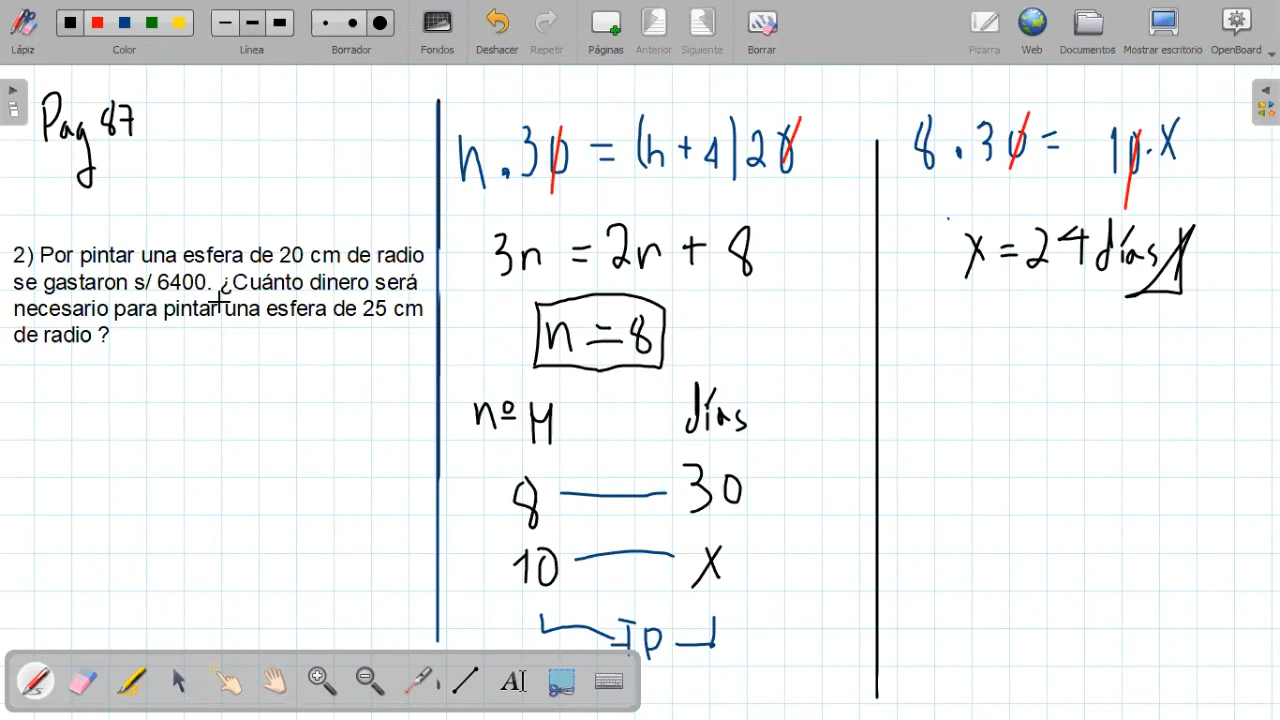 Lápiz
Color
Línea
Borrador
Fondos
Deshacer
Repetir
Páginas
Anterior
Siguiente
Borrar
Pizarra
Web
Documentos
Mostrar escritorio
OpenBoard
Pag 87
2) Por pintar una esfera de 20 cm de radio
se gastaron s/ 6400. ¿Cuánto dinero será
necesario para pintar una esfera de 25 cm
de radio ?
n . 30 = (n + 4) 20
3n = 2n + 8
n = 8
nº H días
8 — 30
10 — x
IP
8 . 30 = 10 . x
x = 24 días